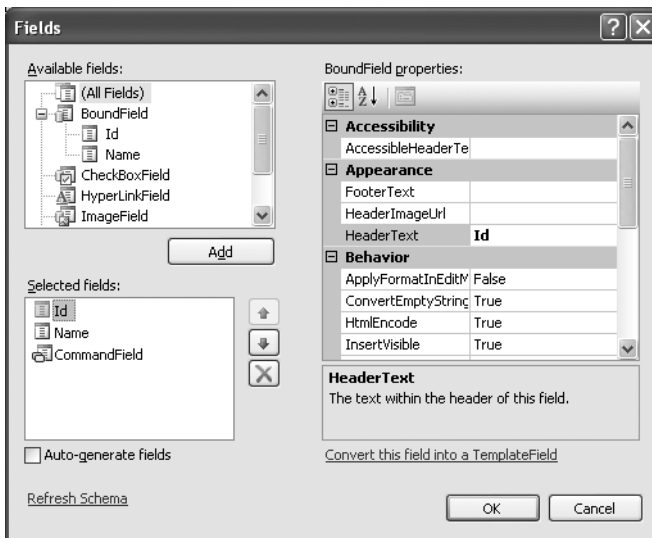 Fields
Available fields:
(All Fields)
BoundField
Id
Name
CheckBoxField
HyperLinkField
ImageField
Add
Selected fields:
Id
Name
CommandField
Auto-generate fields
Refresh Schema
BoundField properties:
Accessibility
AccessibleHeaderTe
Appearance
FooterText
HeaderImageUrl
HeaderText Id
Behavior
ApplyFormatInEditM False
ConvertEmptyString True
HtmlEncode True
InsertVisible True
HeaderText
The text within the header of this field.
Convert this field into a TemplateField
OK Cancel